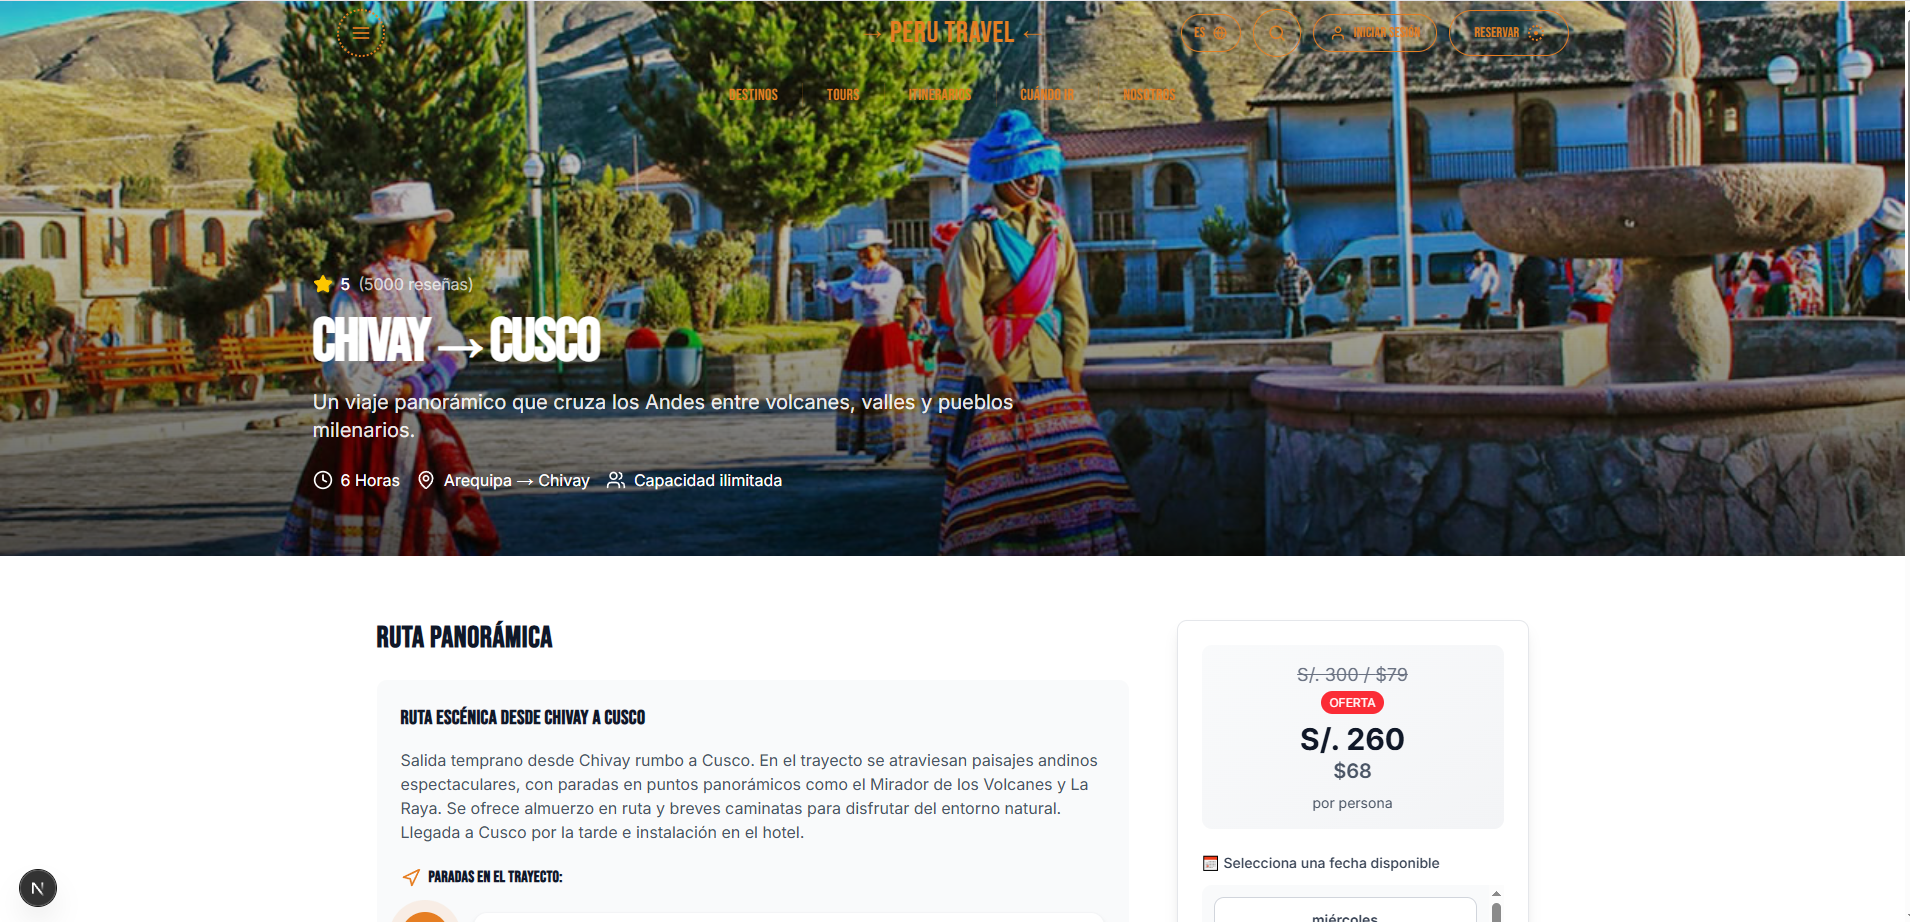 → PERU TRAVEL ←
ES
INICIAR SESIÓN
RESERVAR
DESTINOS
TOURS
ITINERARIOS
CUÁNDO IR
NOSOTROS
5 (5000 reseñas)
CHIVAY → CUSCO
Un viaje panorámico que cruza los Andes entre volcanes, valles y pueblos
milenarios.
6 Horas
Arequipa → Chivay
Capacidad ilimitada
RUTA PANORÁMICA
RUTA ESCÉNICA DESDE CHIVAY A CUSCO
Salida temprano desde Chivay rumbo a Cusco. En el trayecto se atraviesan paisajes andinos
espectaculares, con paradas en puntos panorámicos como el Mirador de los Volcanes y La
Raya. Se ofrece almuerzo en ruta y breves caminatas para disfrutar del entorno natural.
Llegada a Cusco por la tarde e instalación en el hotel.
PARADAS EN EL TRAYECTO:
S/. 300 / $79
OFERTA
S/. 260
$68
por persona
Selecciona una fecha disponible
miércoles
N